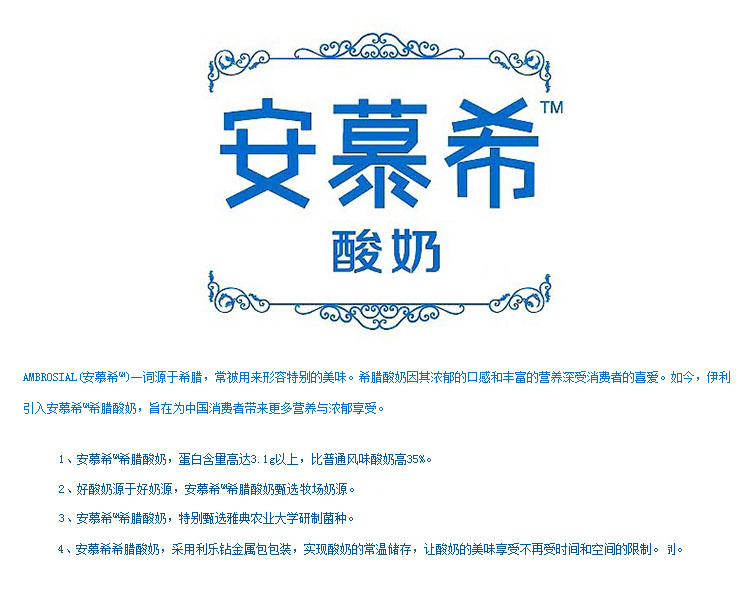 安慕希™
酸奶
AMBROSIAL(安慕希™)一词源于希腊，常被用来形容特别的美味。希腊酸奶因其浓郁的口感和丰富的营养深受消费者的喜爱。如今，伊利
引入安慕希™希腊酸奶，旨在为中国消费者带来更多营养与浓郁享受。
1、安慕希™希腊酸奶，蛋白含量高达3.1g以上，比普通风味酸奶高35%。
2、好酸奶源于好奶源，安慕希™希腊酸奶甄选牧场奶源。
3、安慕希™希腊酸奶，特别甄选雅典农业大学研制菌种。
4、安慕希希腊酸奶，采用利乐钻金属包包装，实现酸奶的常温储存，让酸奶的美味享受不再受时间和空间的限制。 。